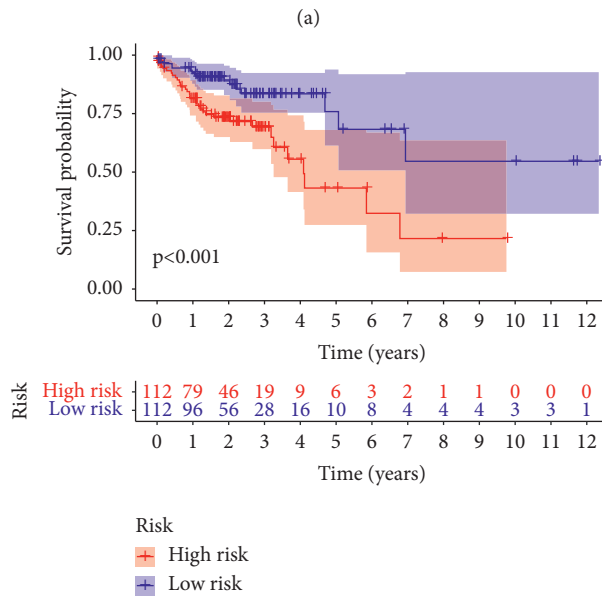 (a)
Survival probability
1.00
0.75
0.50
0.25
0.00
p<0.001
0 1 2 3 4 5 6 7 8 9 10 11 12
Time (years)
Risk
High risk 112 79 46 19 9 6 3 2 1 1 0 0 0
Low risk 112 96 56 28 16 10 8 4 4 4 3 3 1
0 1 2 3 4 5 6 7 8 9 10 11 12
Time (years)
Risk
High risk
Low risk